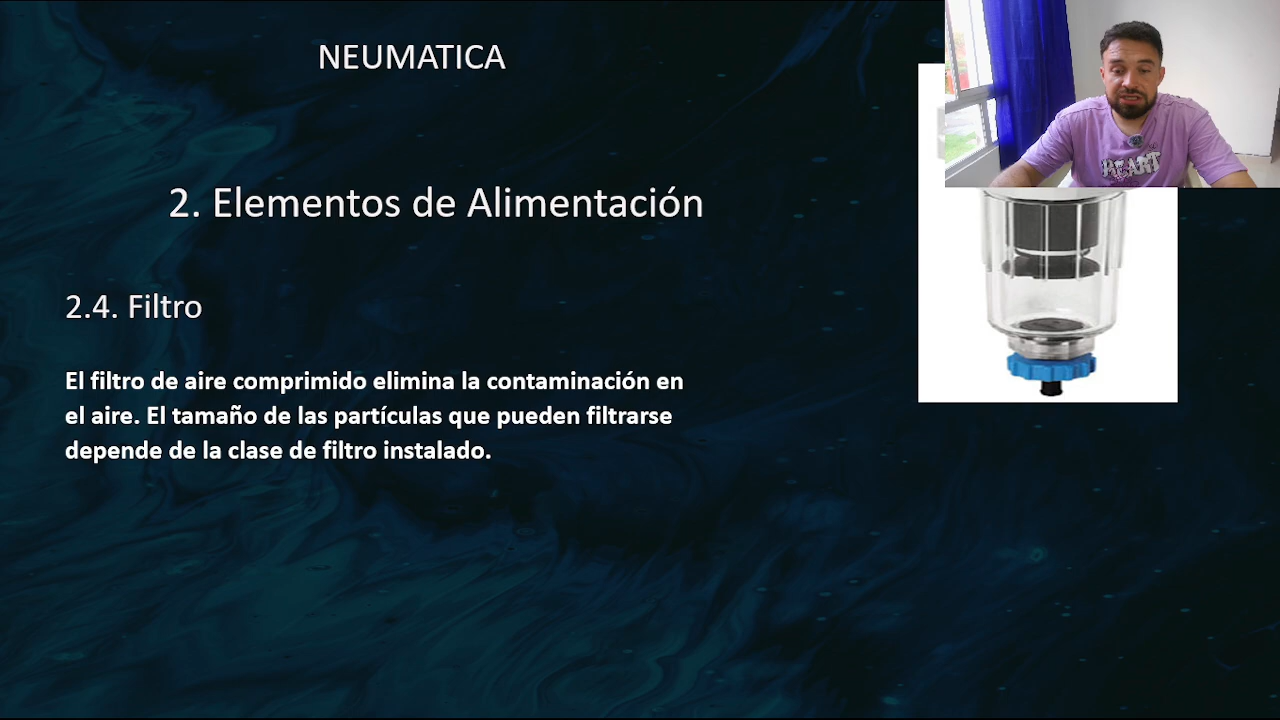 NEUMATICA
2. Elementos de Alimentación
2.4. Filtro
El filtro de aire comprimido elimina la contaminación en
el aire. El tamaño de las partículas que pueden filtrarse
depende de la clase de filtro instalado.
HEART